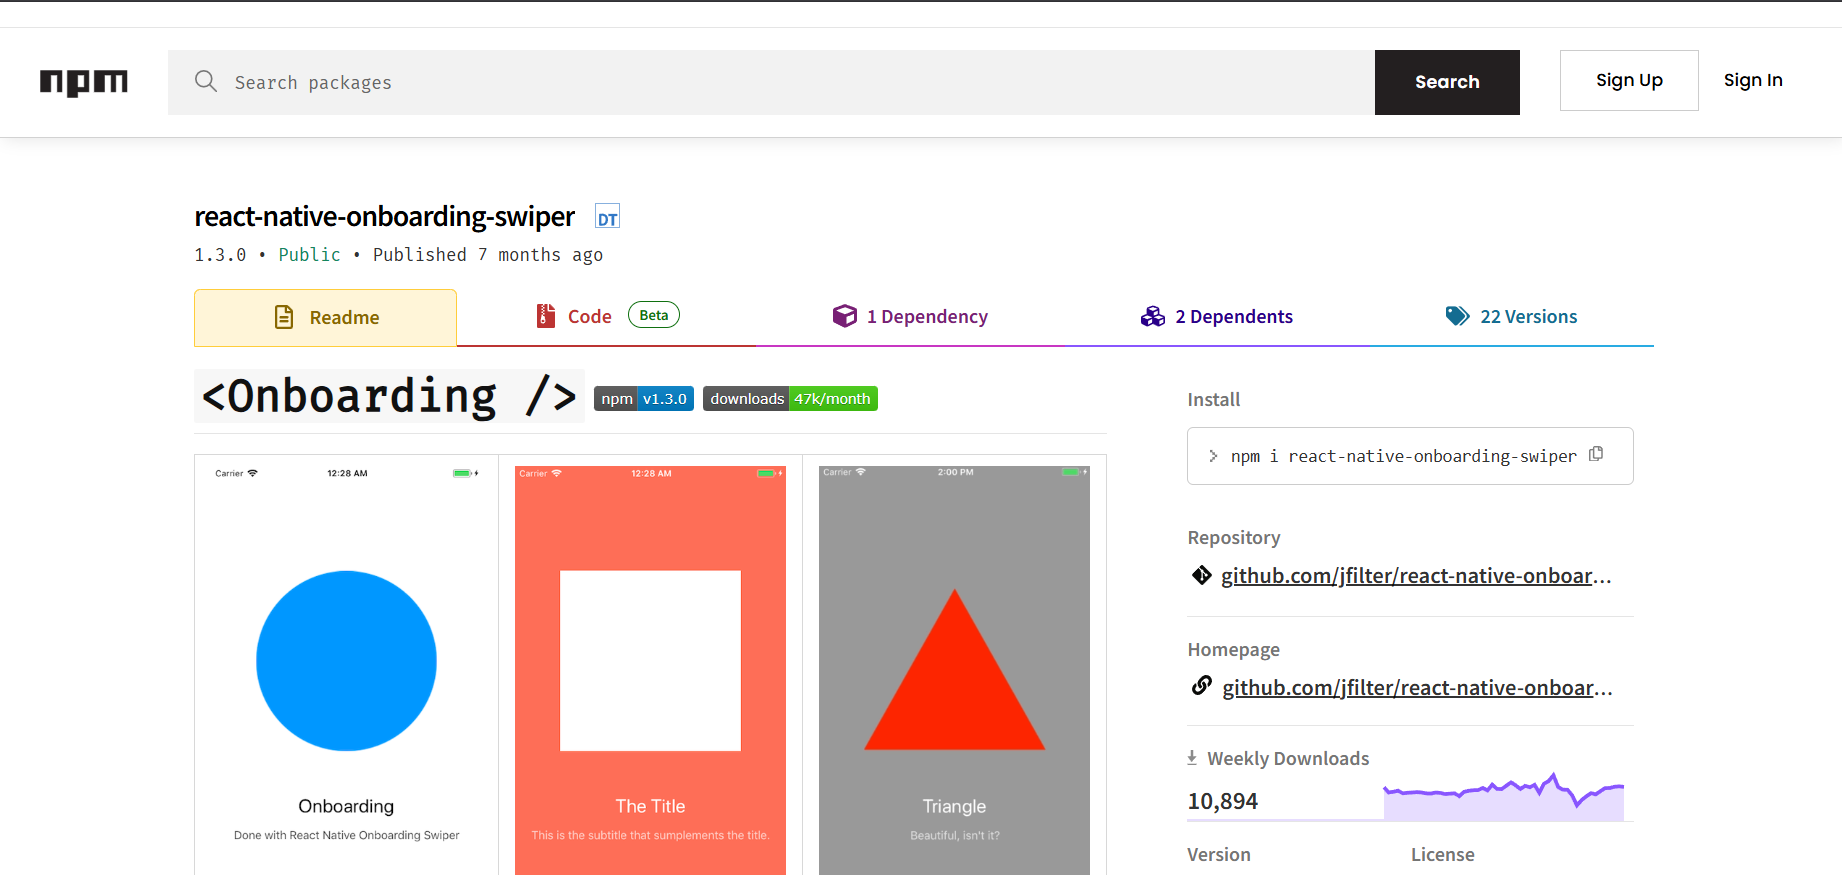 npm
Search packages
Search
Sign Up
Sign In
react-native-onboarding-swiper DT
1.3.0 • Public • Published 7 months ago
Readme
Code Beta
1 Dependency
2 Dependents
22 Versions
<Onboarding />
npm v1.3.0
downloads 47k/month
Carrier 12:28 AM
Onboarding
Done with React Native Onboarding Swiper
Carrier 12:28 AM
The Title
This is the subtitle that sumplements the title.
Carrier 2:00 PM
Triangle
Beautiful, isn't it?
Install
> npm i react-native-onboarding-swiper
Repository
github.com/jfilter/react-native-onboar...
Homepage
github.com/jfilter/react-native-onboar...
Weekly Downloads
10,894
Version
License